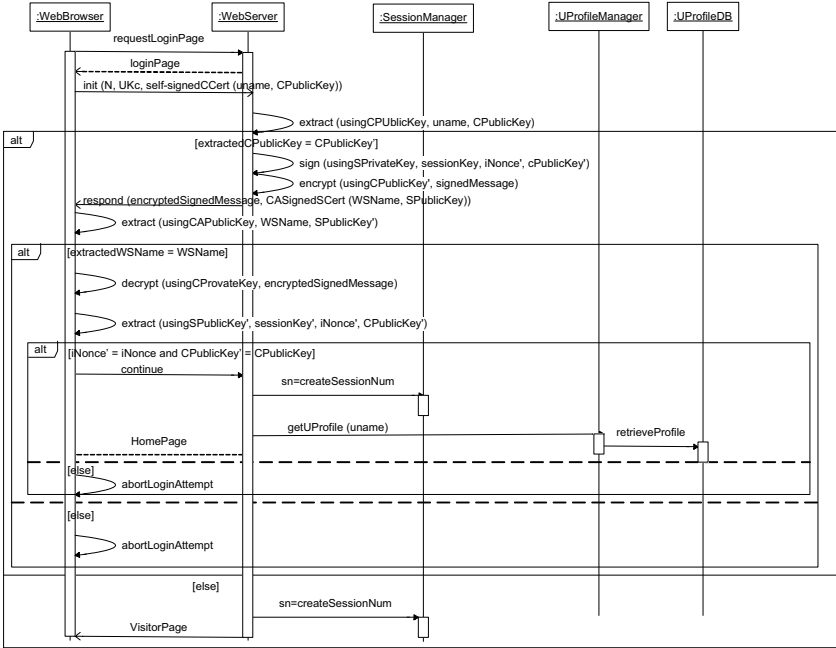 :WebBrowser :WebServer :SessionManager :UProfileManager :UProfileDB
requestLoginPage
loginPage
init (N, UKc, self-signedCCert (uname, CPublicKey))
extract (usingCPUblicKey, uname, CPublicKey)
alt
[extractedCPublicKey = CPublicKey']
sign (usingSPrivateKey, sessionKey, iNonce', cPublicKey')
encrypt (usingCPublicKey', signedMessage)
respond (encryptedSignedMessage, CASignedSCert (WSName, SPublicKey))
extract (usingCAPublicKey, WSName, SPublicKey')
alt [extractedWSName = WSName]
decrypt (usingCProvateKey, encryptedSignedMessage)
extract (usingSPublicKey', sessionKey', iNonce', CPublicKey')
alt [iNonce' = iNonce and CPublicKey' = CPublicKey]
continue
sn=createSessionNum
getUProfile (uname)
retrieveProfile
HomePage
[else]
abortLoginAttempt
[else]
abortLoginAttempt
[else]
sn=createSessionNum
VisitorPage